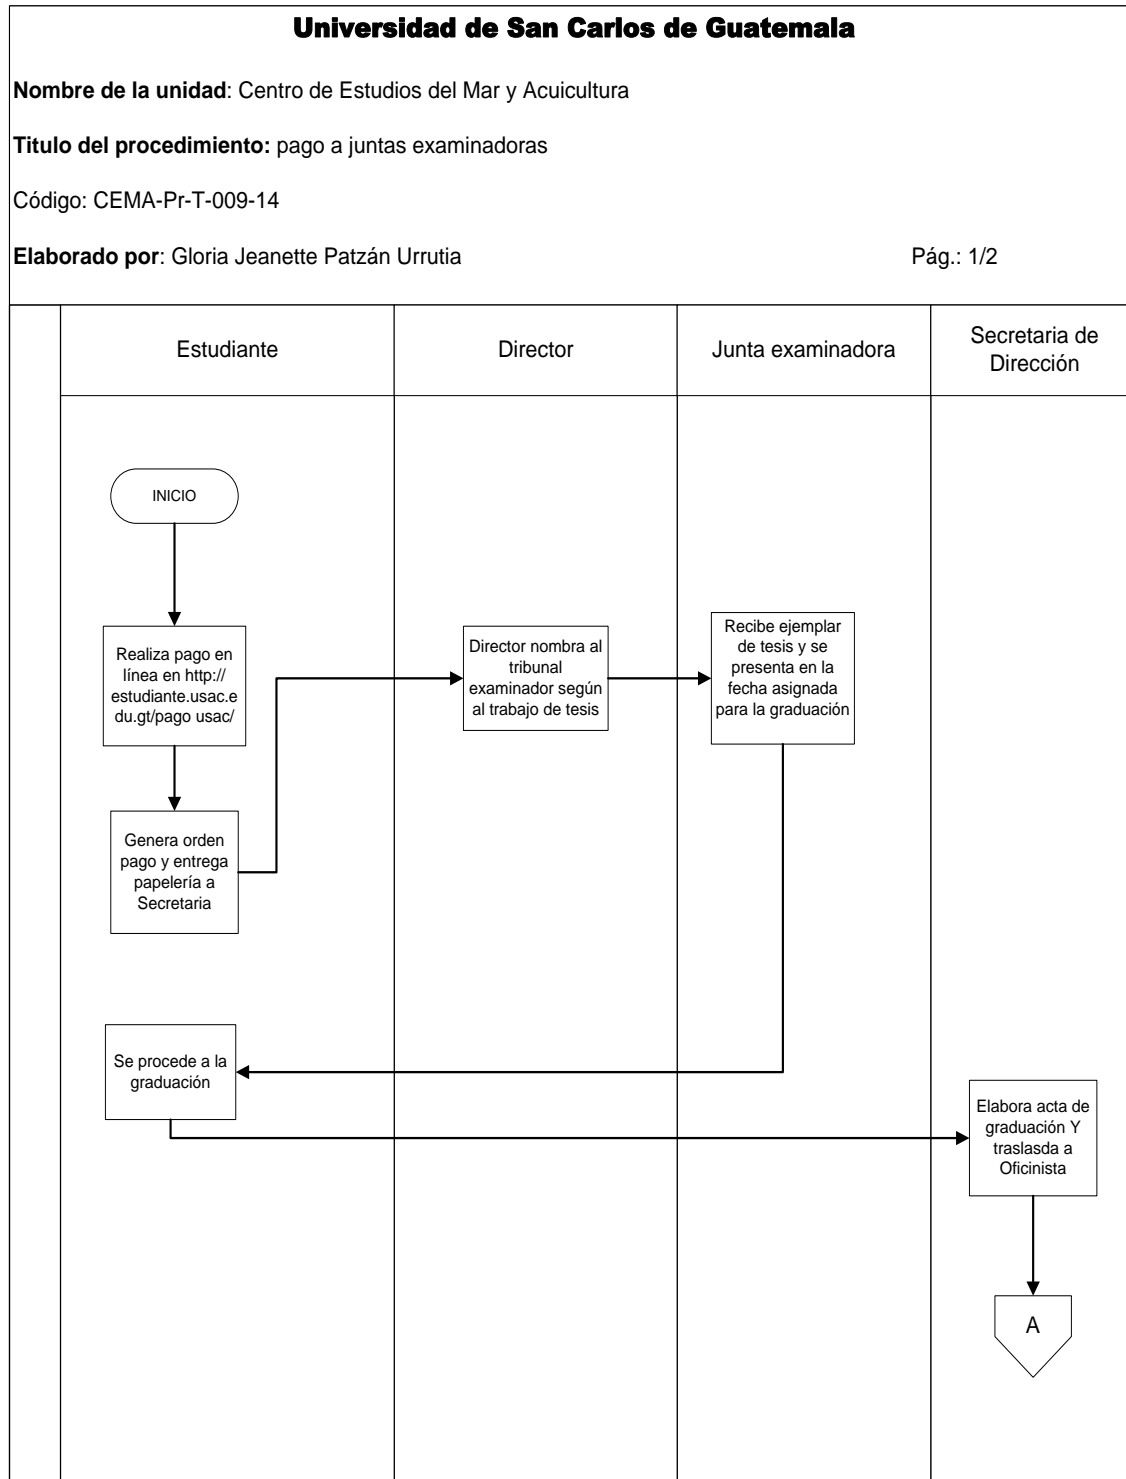 Universidad de San Carlos de Guatemala
Nombre de la unidad: Centro de Estudios del Mar y Acuicultura
Titulo del procedimiento: pago a juntas examinadoras
Código: CEMA-Pr-T-009-14
Elaborado por: Gloria Jeanette Patzán Urrutia
Pág.: 1/2
Estudiante
Director
Junta examinadora
Secretaria de
Dirección
INICIO
Realiza pago en
línea en http://
estudiante.usac.e
du.gt/pago usac/
Director nombra al
tribunal
examinador según
al trabajo de tesis
Recibe ejemplar
de tesis y se
presenta en la
fecha asignada
para la graduación
Genera orden
pago y entrega
papelería a
Secretaria
Se procede a la
graduación
Elabora acta de
graduación Y
traslasda a
Oficinista
A